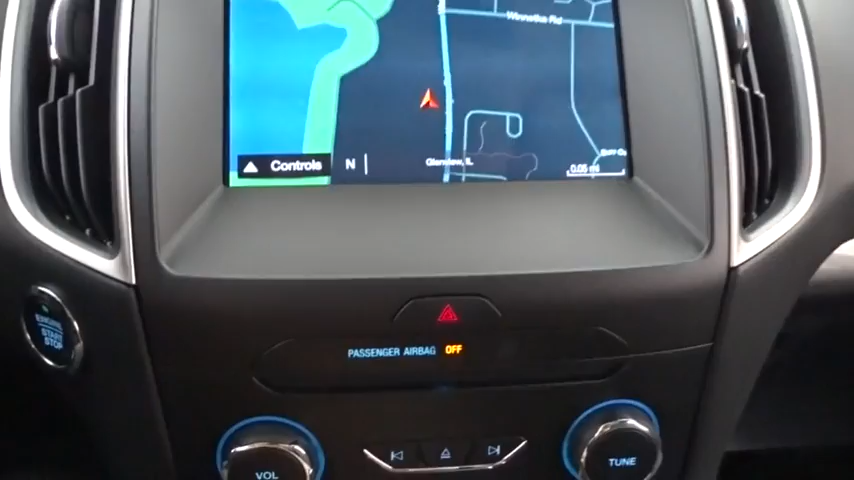 Winnetka Rd
Controls
N
Glenview, IL
0.05 mi
ENGINE
START
STOP
PASSENGER AIRBAG OFF
VOL
TUNE